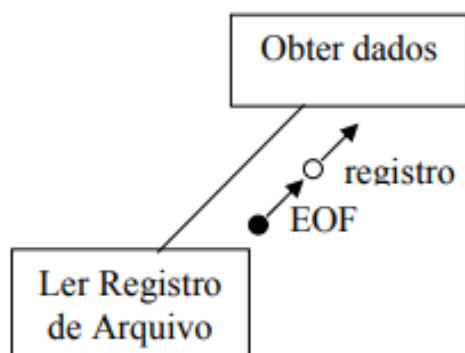 Obter dados
registro
EOF
Ler Registro
de Arquivo